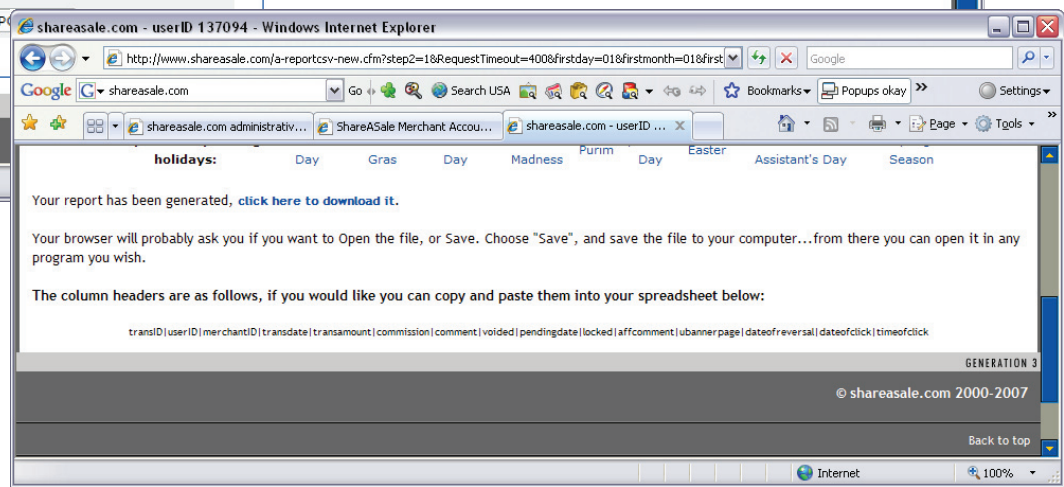 shareasale.com - userID 137094 - Windows Internet Explorer
http://www.shareasale.com/a-reportcsv-new.cfm?step2=1&RequestTimeout=400&firstday=01&firstmonth=01&first
Google
Google G shareasale.com Go Search USA Bookmarks Popups okay >> Settings
shareasale.com administrativ... ShareASale Merchant Accou... shareasale.com - userID ... X Page Tools >>
holidays: Day Gras Day Madness Purim Day Easter Assistant's Day Season
Your report has been generated, click here to download it.
Your browser will probably ask you if you want to Open the file, or Save. Choose "Save", and save the file to your computer...from there you can open it in any
program you wish.
The column headers are as follows, if you would like you can copy and paste them into your spreadsheet below:
transID|userID|merchantID|transdate|transamount|commission|comment|voided|pendingdate|locked|affcomment|ubannerpage|dateofreversal|dateofclick|timeofclick
GENERATION 3
© shareasale.com 2000-2007
Back to top
Internet 100%